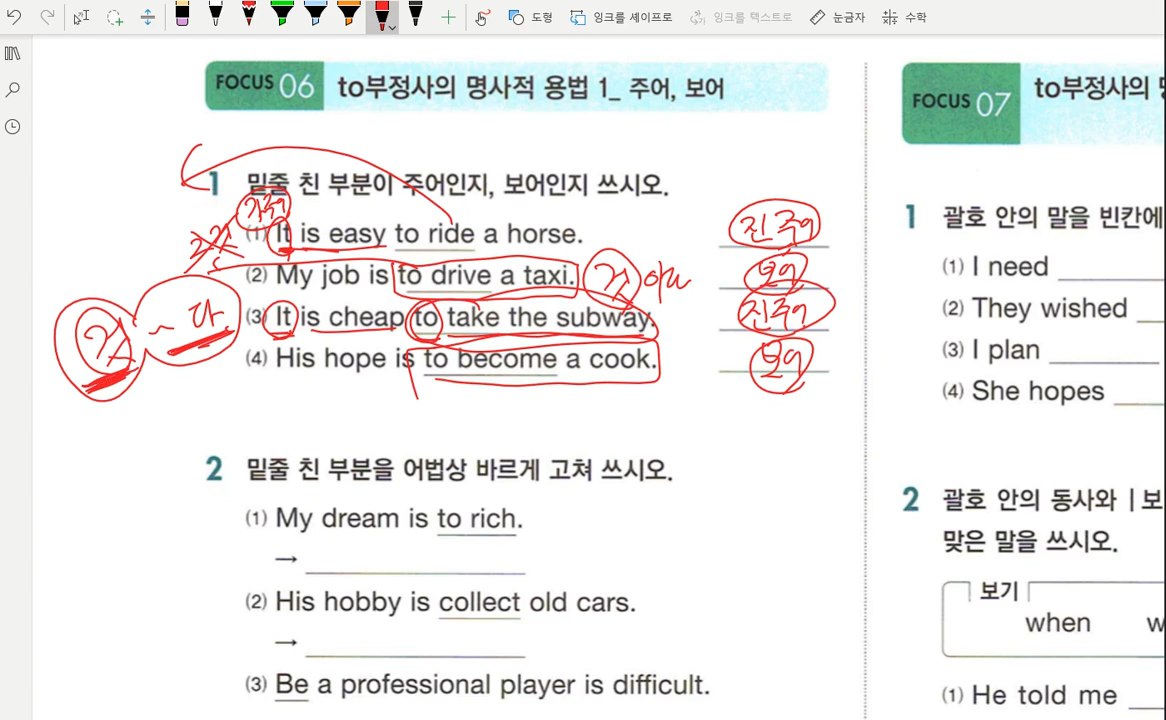 도형 잉크를 셰이프로 잉크를 텍스트로 눈금자 수학
FOCUS 06 to부정사의 명사적 용법 1_ 주어, 보어
1 밑줄 친 부분이 주어인지, 보어인지 쓰시오.
가주어
(1) It is easy to ride a horse. 진주어
(2) My job is to drive a taxi. 것 보어
(3) It is cheap to take the subway. 진주어
것 ~다
(4) His hope is to become a cook. 보어
2 밑줄 친 부분을 어법상 바르게 고쳐 쓰시오.
(1) My dream is to rich.
→
(2) His hobby is collect old cars.
→
(3) Be a professional player is difficult.
FOCUS 07 to부정사의
1 괄호 안의 말을 빈칸에
(1) I need
(2) They wished
(3) I plan
(4) She hopes
2 괄호 안의 동사와 |보
맞은 말을 쓰시오.
보기
when w
(1) He told me